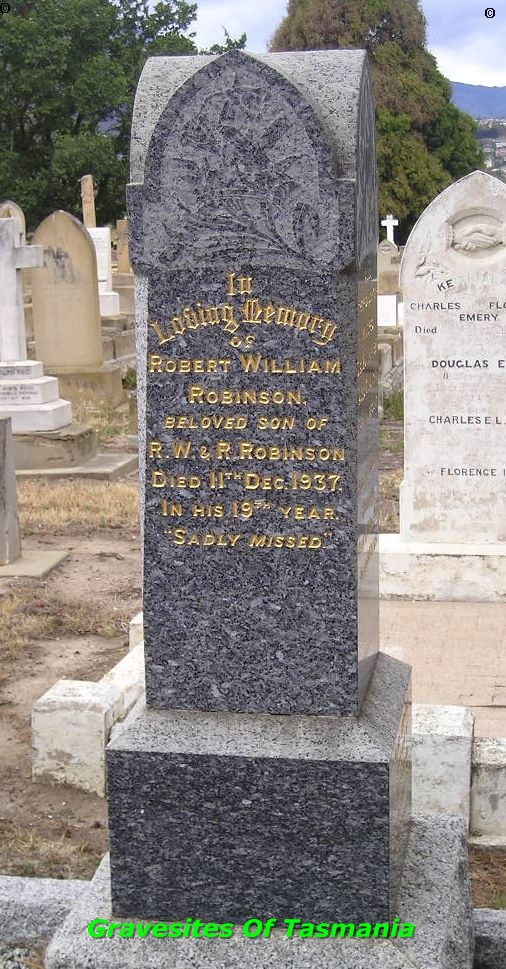 ©
©
In
Loving Memory
OF
ROBERT WILLIAM
ROBINSON,
BELOVED SON OF
R.W & R.ROBINSON
DIED 11TH DEC. 1937.
IN HIS 19TH YEAR.
"SADLY MISSED."
CHARLES
EMERY
Died
DOUGLAS E
CHARLES E.L.
FLORENCE
Gravesites Of Tasmania